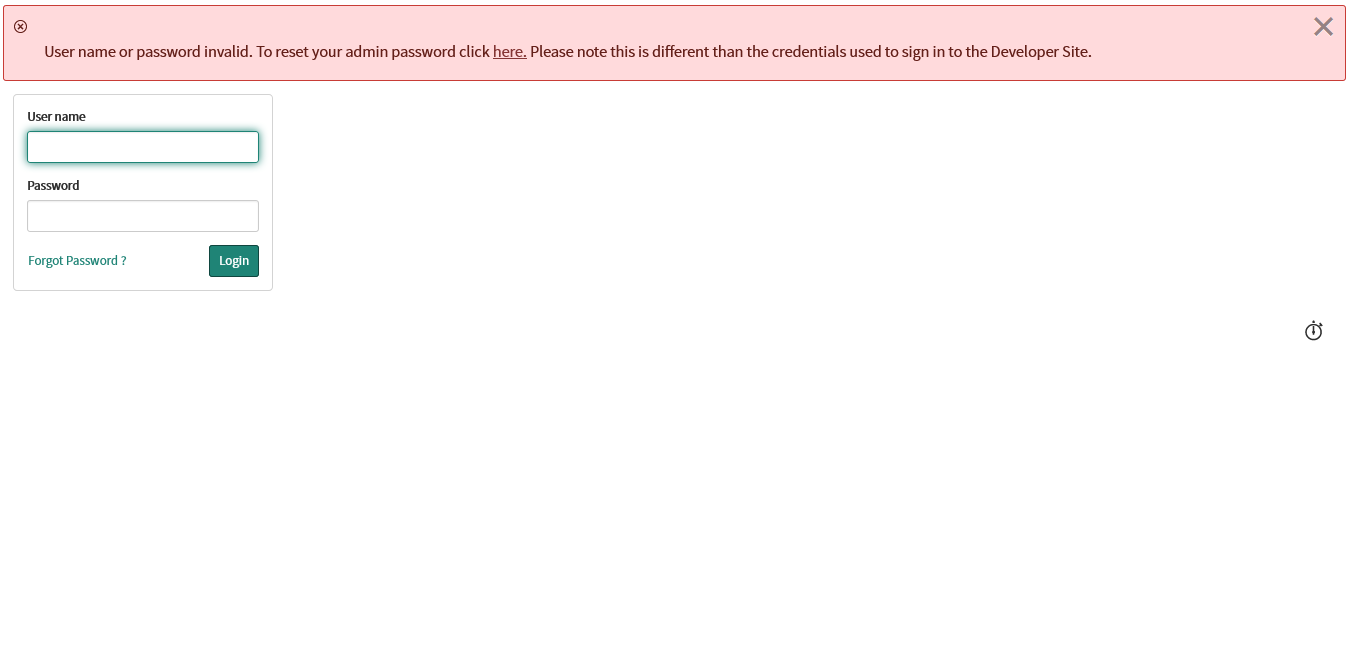 User name or password invalid. To reset your admin password click here. Please note this is different than the credentials used to sign in to the Developer Site.
User name
Password
Forgot Password ?
Login